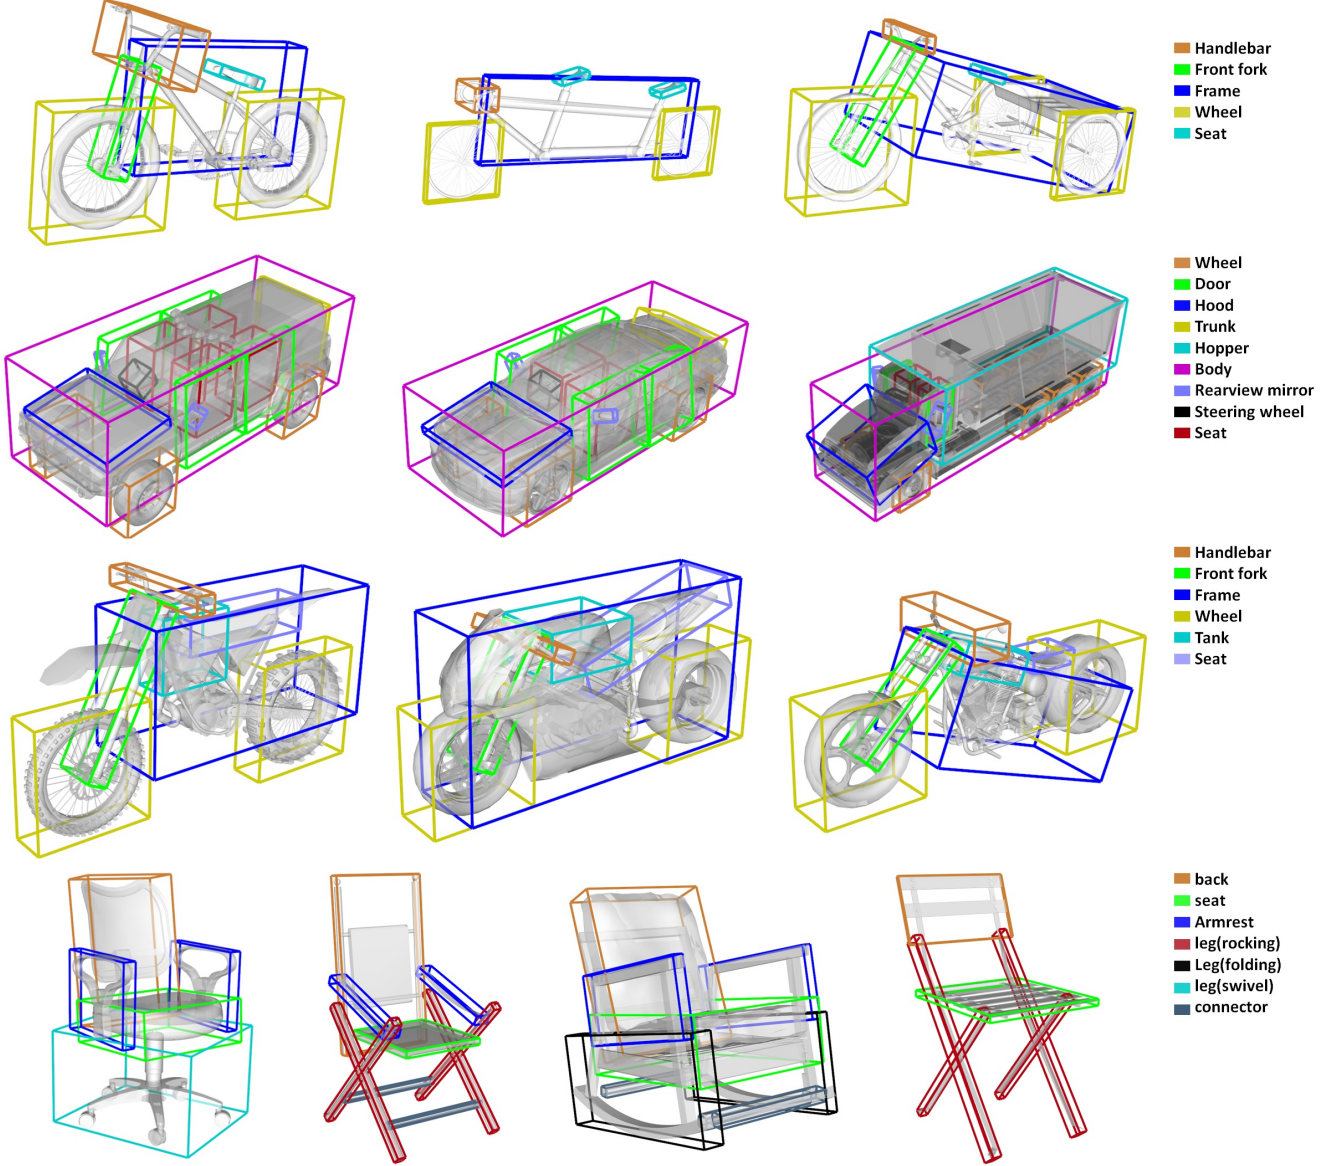 Handlebar
Front fork
Frame
Wheel
Seat
Wheel
Door
Hood
Trunk
Hopper
Body
Rearview mirror
Steering wheel
Seat
Handlebar
Front fork
Frame
Wheel
Tank
Seat
back
seat
Armrest
leg(rocking)
Leg(folding)
leg(swivel)
connector